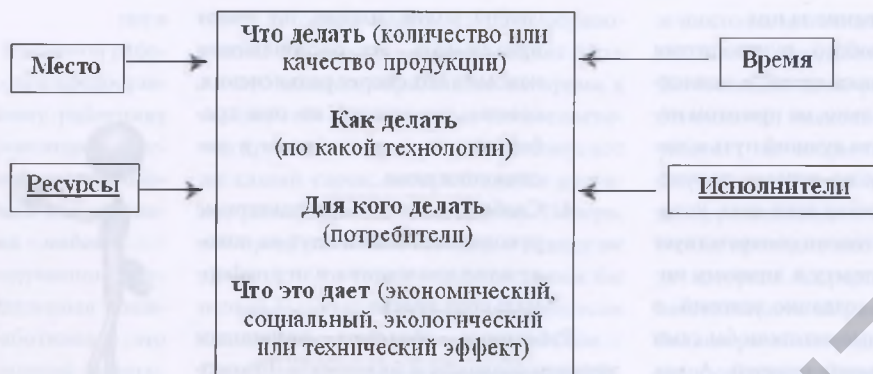 Место
Ресурсы
Что делать (количество или
качество продукции)
Как делать
(по какой технологии)
Для кого делать
(потребители)
Что это дает (экономический,
социальный, экологический
или технический эффект)
Время
Исполнители